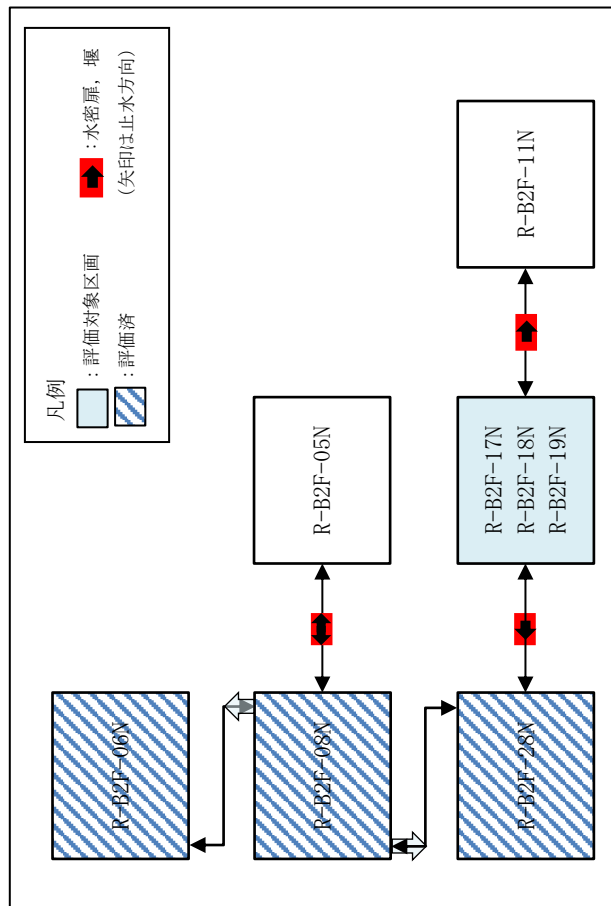 凡例
：評価対象区画
：評価済
：水密扉，堰
（矢印は止水方向）
R-B2F-06N
R-B2F-08N
R-B2F-05N
R-B2F-28N
R-B2F-17N
R-B2F-18N
R-B2F-19N
R-B2F-11N